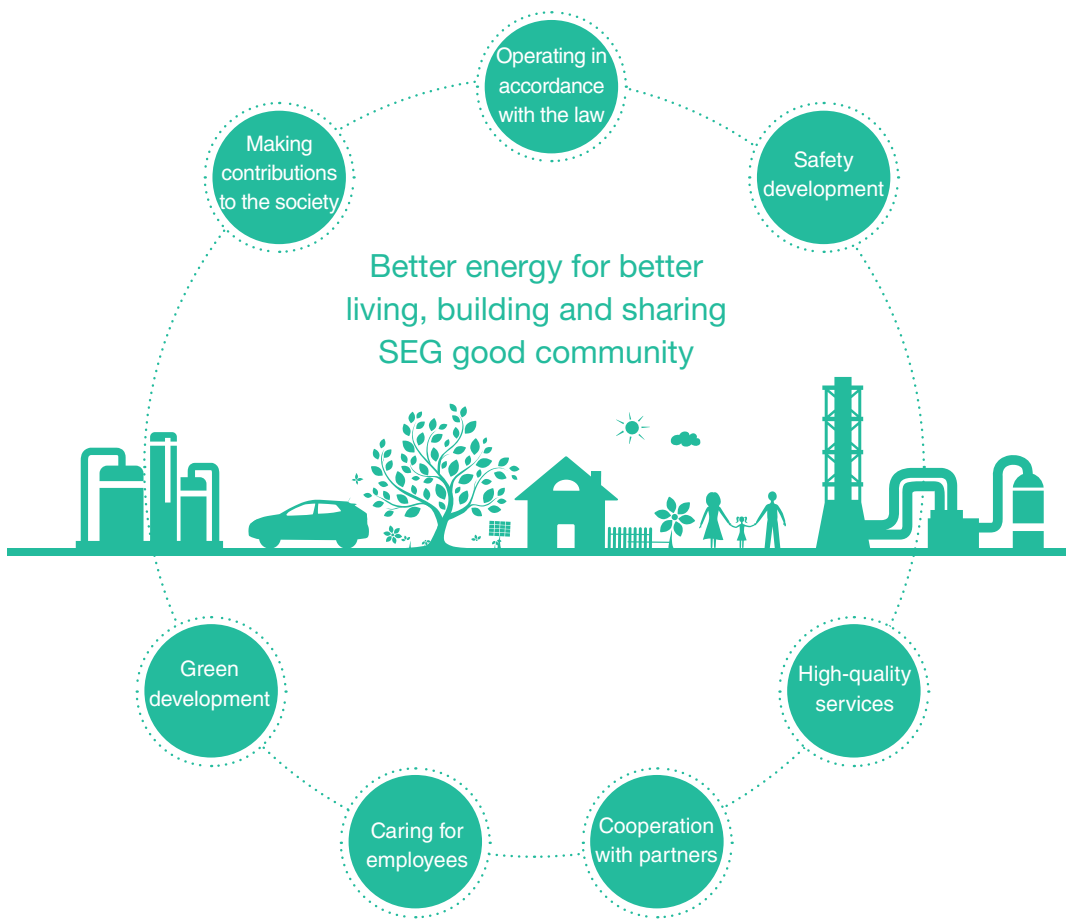 Operating in
accordance
with the law
Making
contributions
to the society
Safety
development
Better energy for better
living, building and sharing
SEG good community
Green
development
High-quality
services
Caring for
employees
Cooperation
with partners